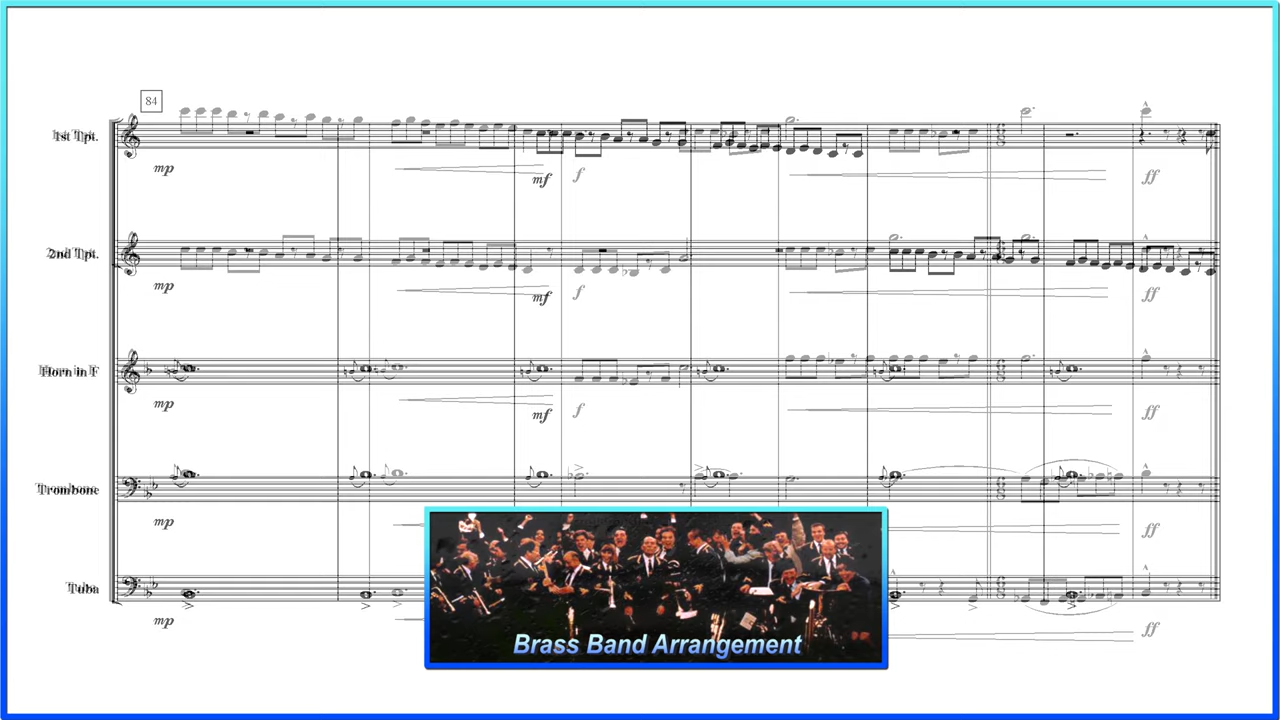 84
1st Tpt.
mp
mf
f
ff
2nd Tpt.
mp
mf
f
ff
Horn in F
mp
mf
f
ff
Trombone
mp
ff
Tuba
mp
ff
Brass Band Arrangement